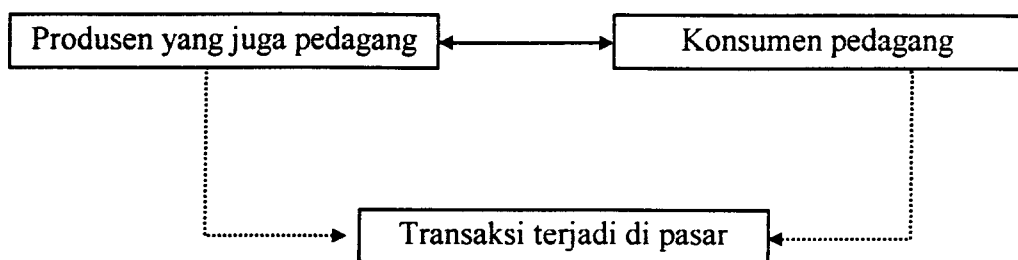 Produsen yang juga pedagang
Konsumen pedagang
Transaksi terjadi di pasar